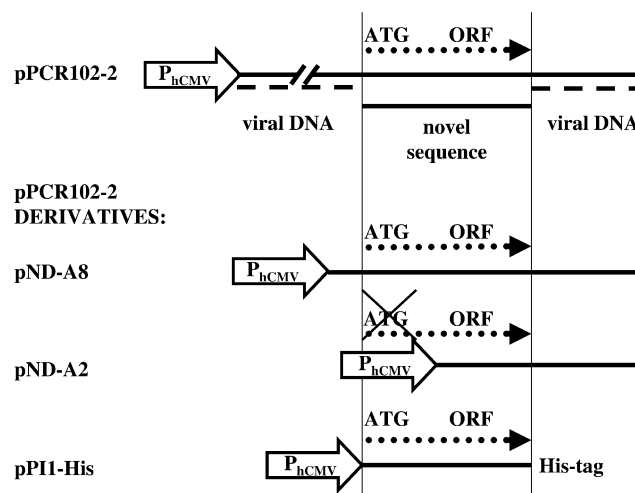 ATG ORF
pPCR102-2 PhCMV
viral DNA novel sequence viral DNA
pPCR102-2
DERIVATIVES:
ATG ORF
pND-A8 PhCMV
ATG ORF
pND-A2 PhCMV
ATG ORF
pPI1-His PhCMV His-tag